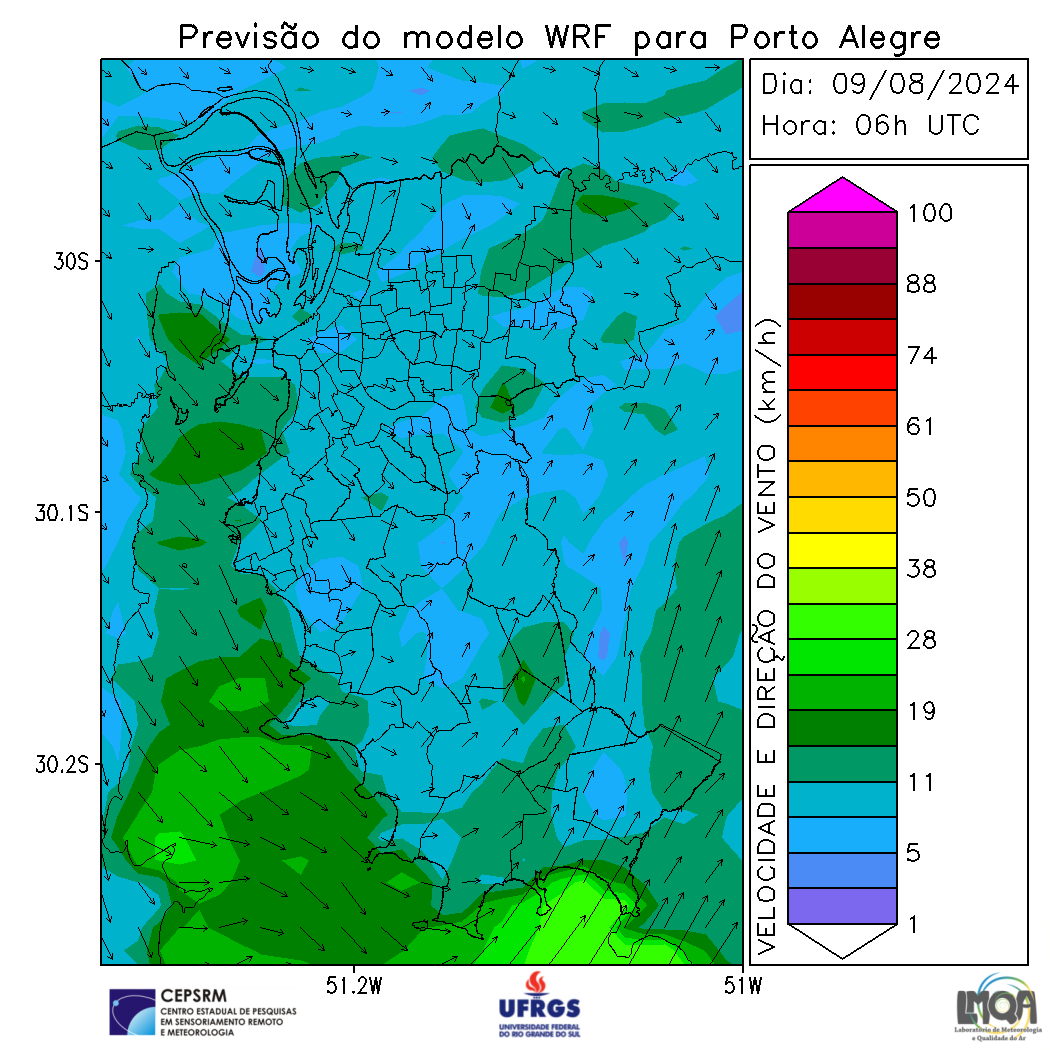 Previsão do modelo WRF para Porto Alegre
Dia: 09/08/2024
Hora: 06h UTC
30S
30.1S
30.2S
51.2W
51W
VELOCIDADE E DIREÇÃO DO VENTO (km/h)
100
88
74
61
50
38
28
19
11
5
1
CEPSRM
CENTRO ESTADUAL DE PESQUISAS
EM SENSORIAMENTO REMOTO
E METEOROLOGIA
UFRGS
UNIVERSIDADE FEDERAL
DO RIO GRANDE DO SUL
LMQA
Laboratório de Meteorologia
e Qualidade do Ar